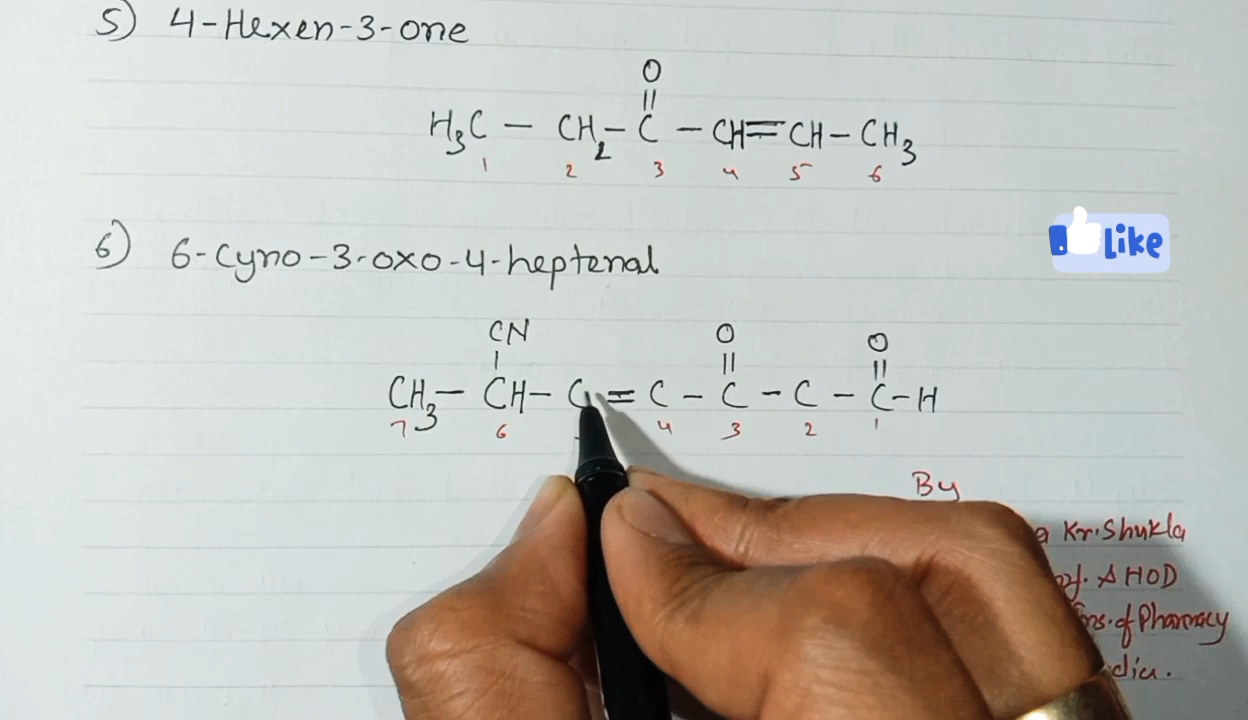 5) 4-Hexen-3-one
O
||
H3C — CH2 — C — CH=CH — CH3
1 2 3 4 5 6
6) 6-Cyno-3-oxo-4-heptenal
Like
CN O O
| || ||
CH3 — CH — C = C — C — C — C — H
7 6 4 3 2 1
By
Kr. Shukla
HOD
of Pharmacy